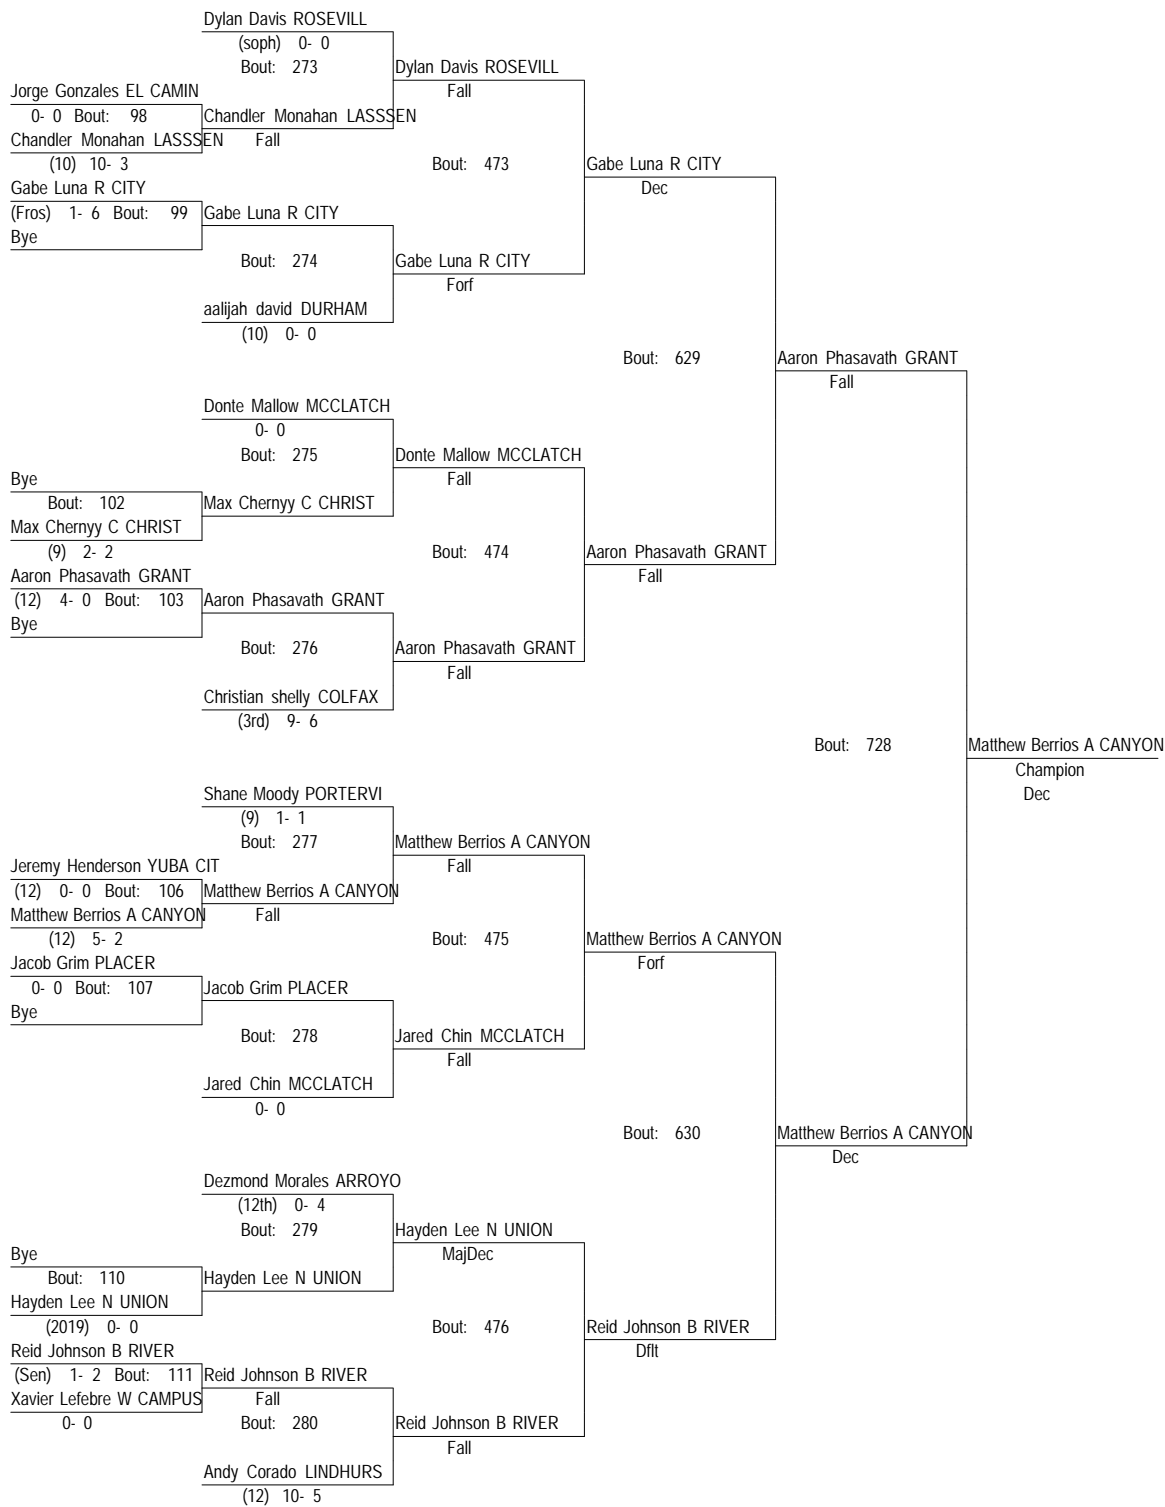 Dylan Davis ROSEVILL
(soph) 0- 0
Bout: 273
Dylan Davis ROSEVILL
Fall
Jorge Gonzales EL CAMIN
0- 0 Bout: 98
Chandler Monahan LASSSEN
Fall
Chandler Monahan LASSSEN
(10) 10- 3
Bout: 473
Gabe Luna R CITY
Dec
Gabe Luna R CITY
(Fros) 1- 6 Bout: 99
Gabe Luna R CITY
Bye
Bout: 274
Gabe Luna R CITY
Forf
aalijah david DURHAM
(10) 0- 0
Bout: 629
Aaron Phasavath GRANT
Fall
Donte Mallow MCCLATCH
0- 0
Bout: 275
Donte Mallow MCCLATCH
Fall
Bye
Bout: 102
Max Chernyy C CHRIST
Max Chernyy C CHRIST
(9) 2- 2
Bout: 474
Aaron Phasavath GRANT
Fall
Aaron Phasavath GRANT
(12) 4- 0 Bout: 103
Aaron Phasavath GRANT
Bye
Bout: 276
Aaron Phasavath GRANT
Fall
Christian shelly COLFAX
(3rd) 9- 6
Bout: 728
Matthew Berrios A CANYON
Champion
Dec
Shane Moody PORTERVI
(9) 1- 1
Bout: 277
Matthew Berrios A CANYON
Fall
Jeremy Henderson YUBA CIT
(12) 0- 0 Bout: 106
Matthew Berrios A CANYON
Fall
Matthew Berrios A CANYON
(12) 5- 2
Bout: 475
Matthew Berrios A CANYON
Forf
Jacob Grim PLACER
0- 0 Bout: 107
Jacob Grim PLACER
Bye
Bout: 278
Jared Chin MCCLATCH
Fall
Jared Chin MCCLATCH
0- 0
Bout: 630
Matthew Berrios A CANYON
Dec
Dezmond Morales ARROYO
(12th) 0- 4
Bout: 279
Hayden Lee N UNION
MajDec
Bye
Bout: 110
Hayden Lee N UNION
Hayden Lee N UNION
(2019) 0- 0
Bout: 476
Reid Johnson B RIVER
Dflt
Reid Johnson B RIVER
(Sen) 1- 2 Bout: 111
Reid Johnson B RIVER
Fall
Xavier Lefebre W CAMPUS
0- 0
Bout: 280
Reid Johnson B RIVER
Fall
Andy Corado LINDHURS
(12) 10- 5